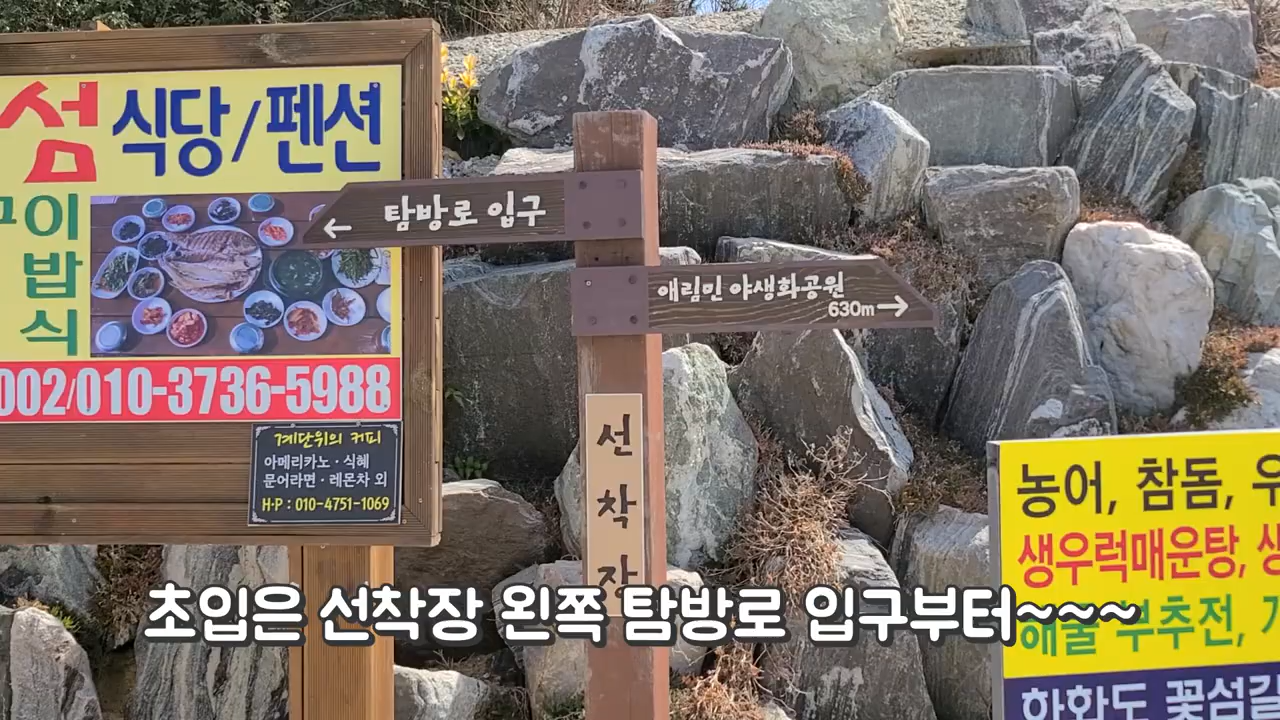 섬 식당/펜션
구이
밥
식
002/010-3736-5988
계단위의 커피
아메리카노 · 식혜
문어라면 · 레몬차 외
H·P : 010-4751-1069
← 탐방로 입구
애림민 야생화공원
630m →
선
착
장
농어, 참돔, 우
생우럭매운탕, 생
해물 부추전,
하화도 꽃섬길
초입은 선착장 왼쪽 탐방로 입구부터~~~